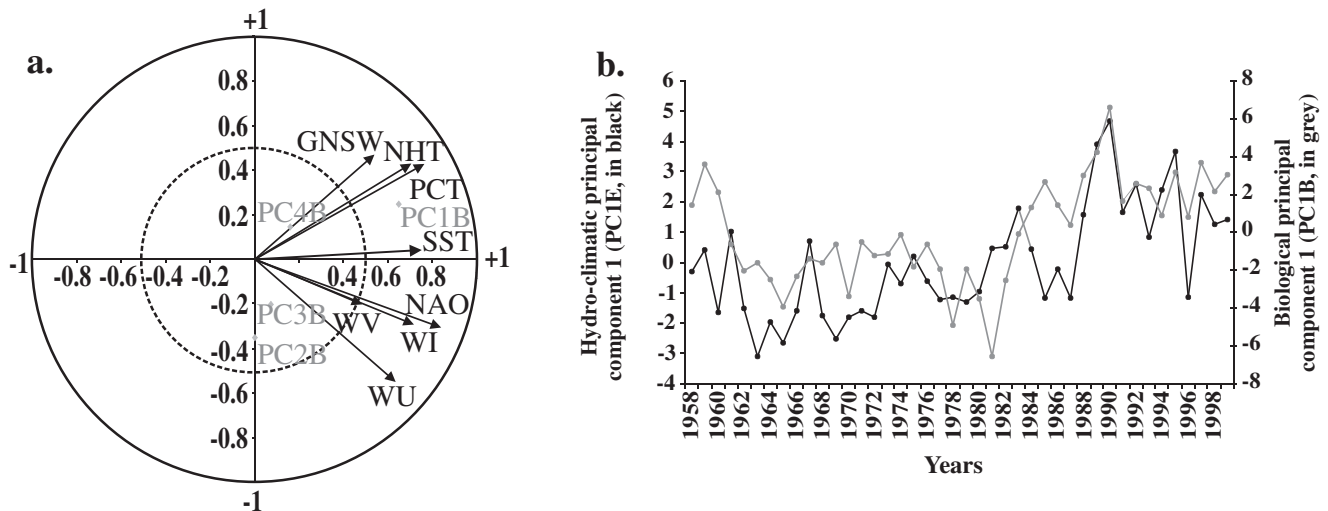 a.
+1
0.8
0.6
0.4
0.2
-1
-0.8 -0.6 -0.4 -0.2
0.4 0.6 0.8
+1
-0.2
-0.4
-0.6
-0.8
-1
GNSW
NHT
PCT
PC4B
PC1B
SST
NAO
PC3B
WV
WI
PC2B
WU
b.
Hydro-climatic principal
component 1 (PC1E, in black)
6
5
4
3
2
1
0
-1
-2
-3
-4
8
6
4
2
0
-2
-4
-6
-8
Biological principal
component 1 (PC1B, in grey)
1958 1960 1962 1964 1966 1968 1970 1972 1974 1976 1978 1980 1982 1984 1986 1988 1990 1992 1994 1996 1998
Years